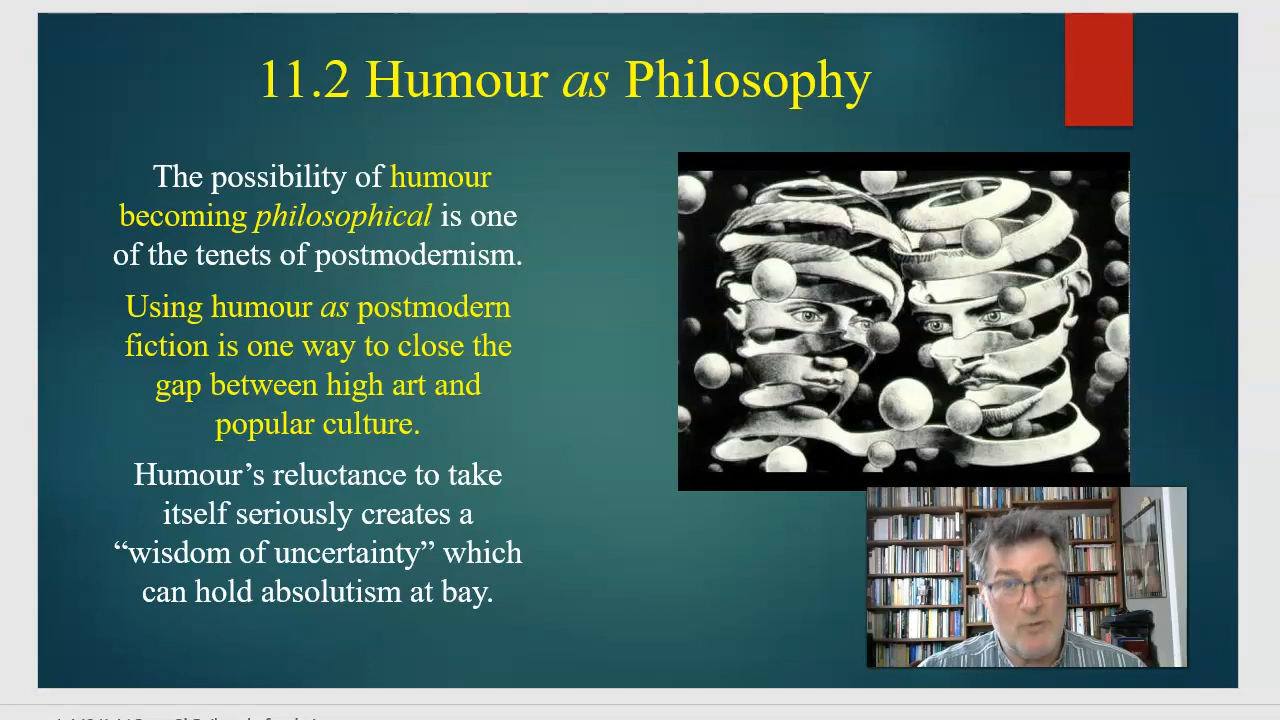 11.2 Humour as Philosophy
The possibility of humour
becoming philosophical is one
of the tenets of postmodernism.
Using humour as postmodern
fiction is one way to close the
gap between high art and
popular culture.
Humour’s reluctance to take
itself seriously creates a
“wisdom of uncertainty” which
can hold absolutism at bay.